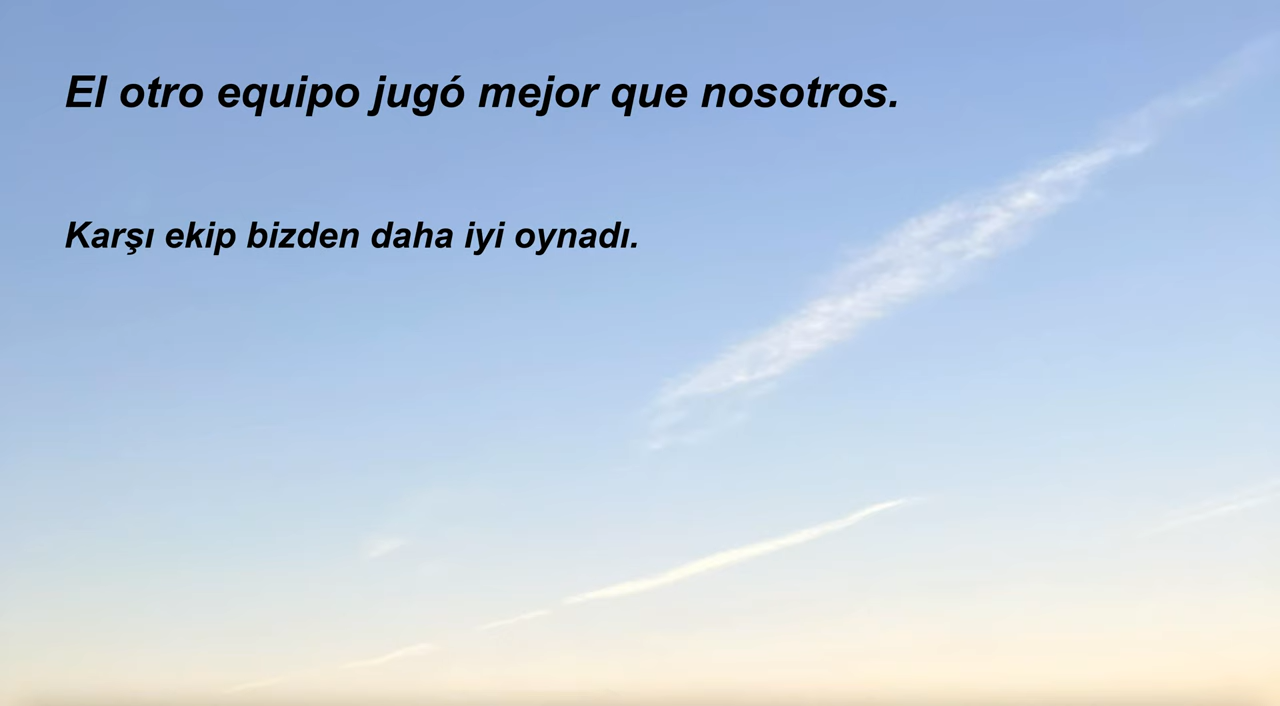 El otro equipo jugó mejor que nosotros.
Karşı ekip bizden daha iyi oynadı.